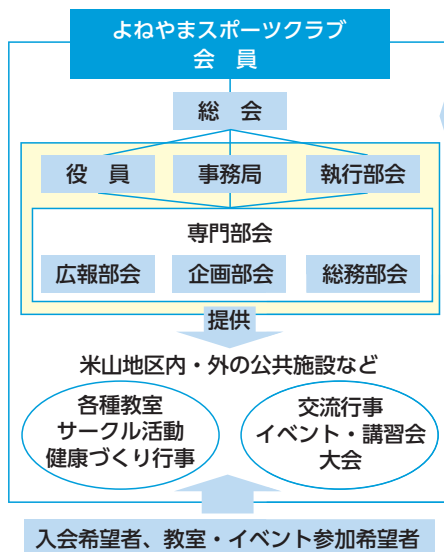 よねやまスポーツクラブ
会　員
総　会
役　員　事務局　執行部会
専門部会
広報部会　企画部会　総務部会
提供
米山地区内・外の公共施設など
各種教室
サークル活動
健康づくり行事
交流行事
イベント・講習会
大会
入会希望者、教室・イベント参加希望者